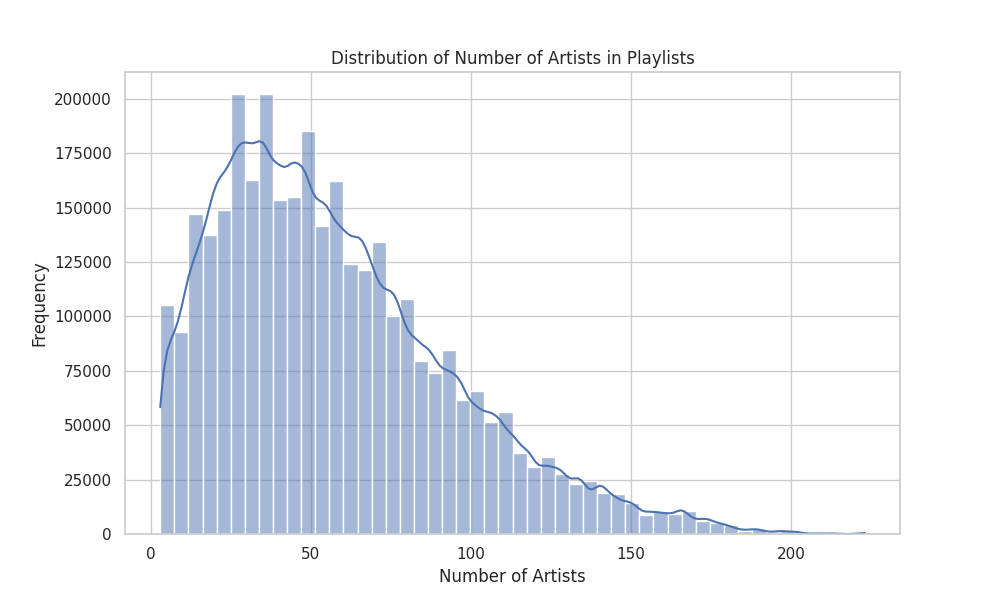 Distribution of Number of Artists in Playlists
200000
175000
150000
125000
100000
75000
50000
25000
0
Frequency
0 50 100 150 200
Number of Artists